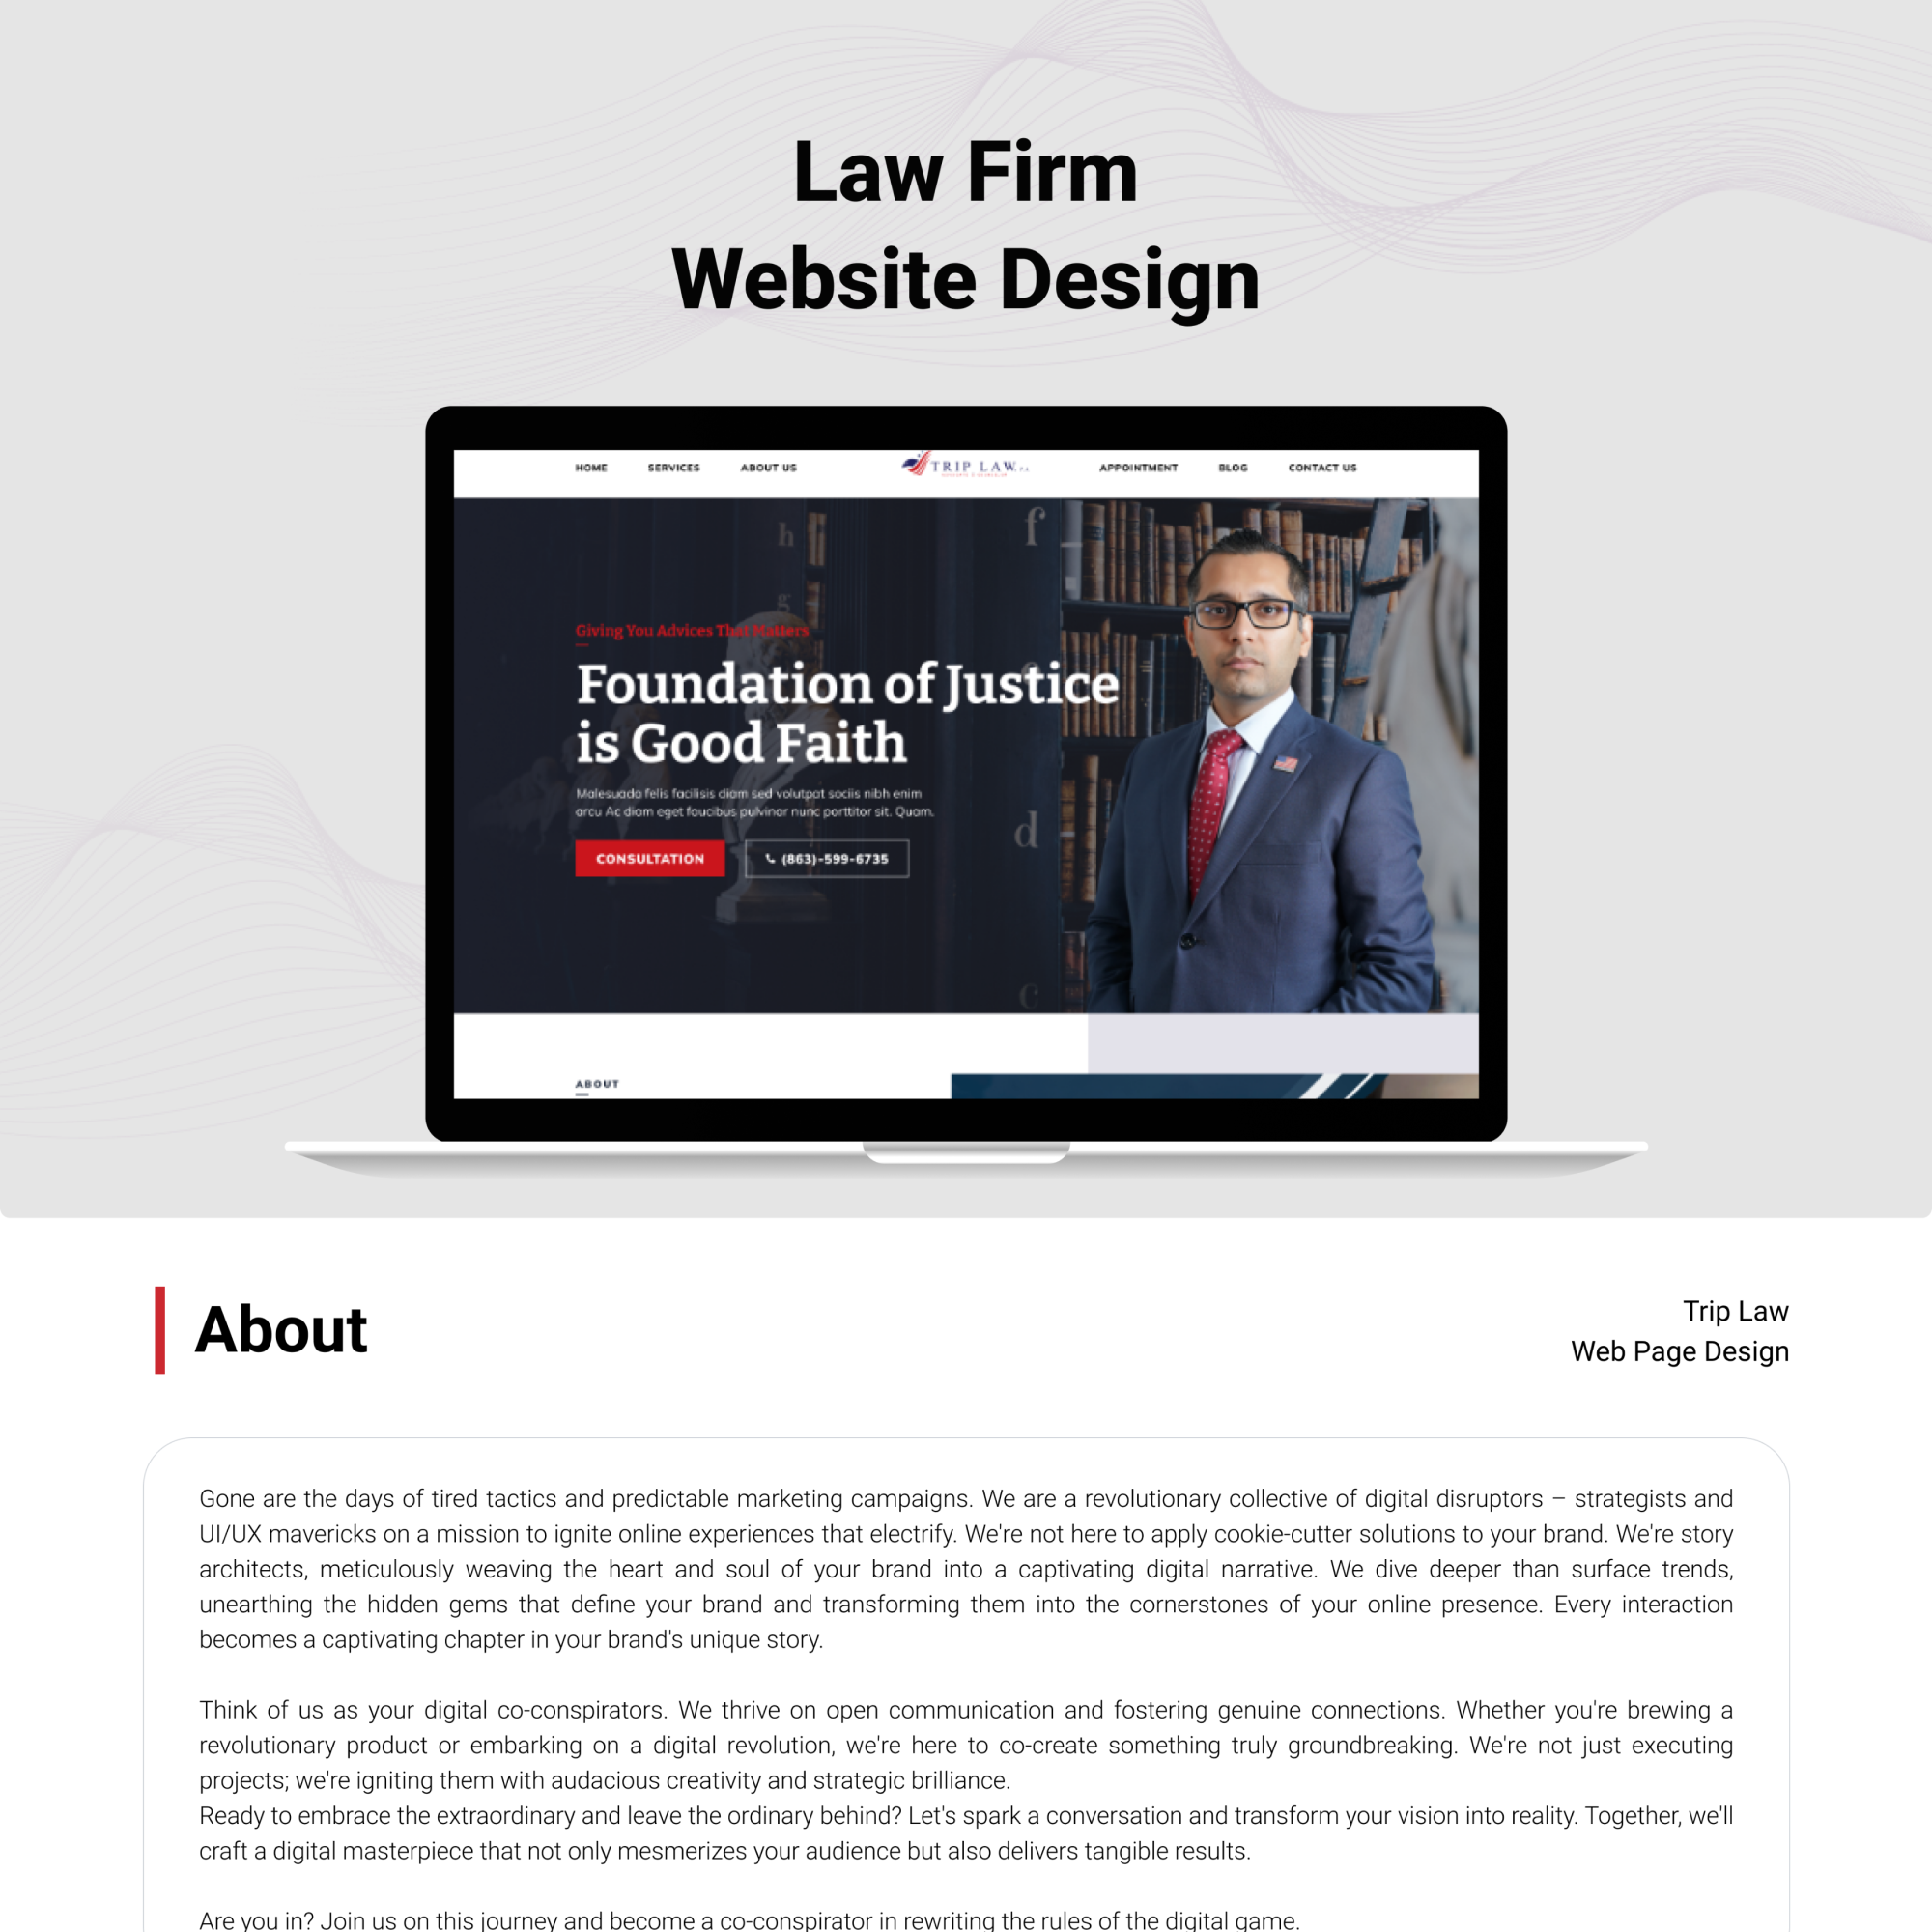 Law Firm
Website Design
HOME SERVICES ABOUT US TRIP LAW P.A. APPOINTMENT BLOG CONTACT US
h f
g
Giving You Advices That Matters
Foundation of Justice
is Good Faith
Malesuada felis facilisis diam sed volutpat sociis nibh enim
arcu Ac diam eget faucibus pulvinar nunc porttitor sit. Quam.
d
CONSULTATION (863)-599-6735
c
ABOUT
About
Trip Law
Web Page Design
Gone are the days of tired tactics and predictable marketing campaigns. We are a revolutionary collective of digital disruptors – strategists and
UI/UX mavericks on a mission to ignite online experiences that electrify. We're not here to apply cookie-cutter solutions to your brand. We're story
architects, meticulously weaving the heart and soul of your brand into a captivating digital narrative. We dive deeper than surface trends,
unearthing the hidden gems that define your brand and transforming them into the cornerstones of your online presence. Every interaction
becomes a captivating chapter in your brand's unique story.
Think of us as your digital co-conspirators. We thrive on open communication and fostering genuine connections. Whether you're brewing a
revolutionary product or embarking on a digital revolution, we're here to co-create something truly groundbreaking. We're not just executing
projects; we're igniting them with audacious creativity and strategic brilliance.
Ready to embrace the extraordinary and leave the ordinary behind? Let's spark a conversation and transform your vision into reality. Together, we'll
craft a digital masterpiece that not only mesmerizes your audience but also delivers tangible results.
Are you in? Join us on this journey and become a co-conspirator in rewriting the rules of the digital game.